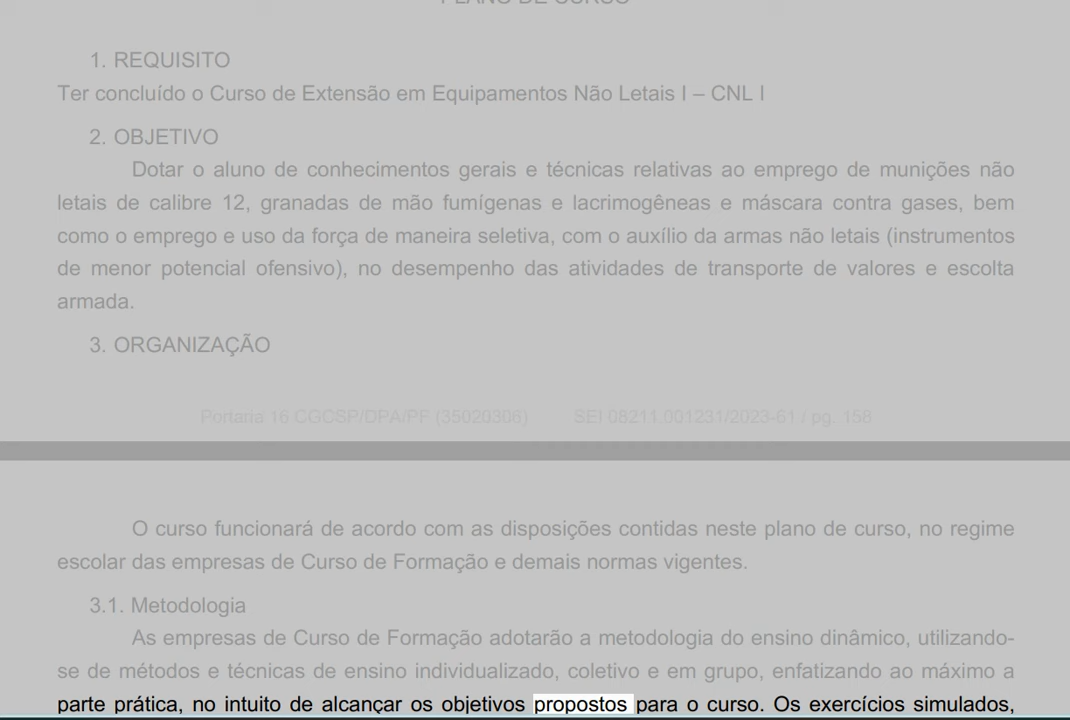 PLANO DE CURSO
1. REQUISITO
Ter concluído o Curso de Extensão em Equipamentos Não Letais I – CNL I
2. OBJETIVO
Dotar o aluno de conhecimentos gerais e técnicas relativas ao emprego de munições não
letais de calibre 12, granadas de mão fumígenas e lacrimogêneas e máscara contra gases, bem
como o emprego e uso da força de maneira seletiva, com o auxílio da armas não letais (instrumentos
de menor potencial ofensivo), no desempenho das atividades de transporte de valores e escolta
armada.
3. ORGANIZAÇÃO
Portaria 16 CGCSP/DPA/PF (35020306) SEI 08211.001231/2023-61 / pg. 158
O curso funcionará de acordo com as disposições contidas neste plano de curso, no regime
escolar das empresas de Curso de Formação e demais normas vigentes.
3.1. Metodologia
As empresas de Curso de Formação adotarão a metodologia do ensino dinâmico, utilizando-
se de métodos e técnicas de ensino individualizado, coletivo e em grupo, enfatizando ao máximo a
parte prática, no intuito de alcançar os objetivos propostos para o curso. Os exercícios simulados,